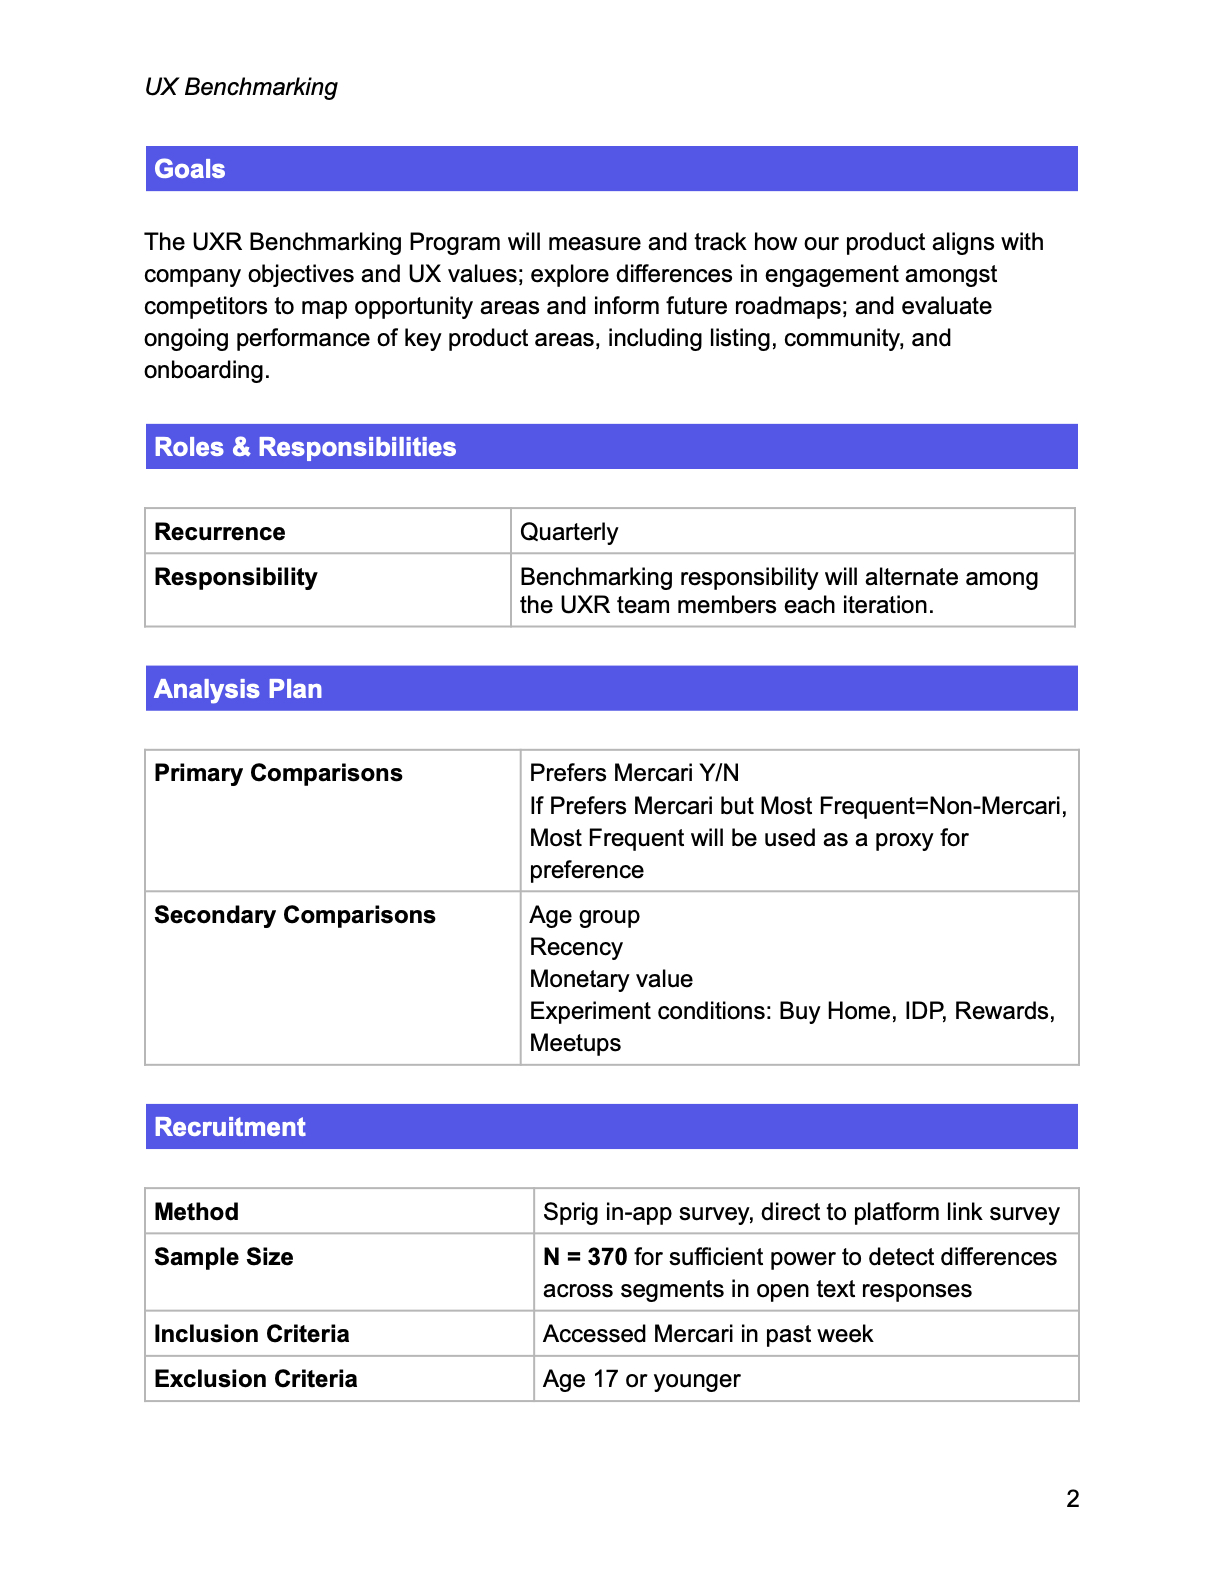 UX Benchmarking
Goals
The UXR Benchmarking Program will measure and track how our product aligns with
company objectives and UX values; explore differences in engagement amongst
competitors to map opportunity areas and inform future roadmaps; and evaluate
ongoing performance of key product areas, including listing, community, and
onboarding.
Roles & Responsibilities
Recurrence
Quarterly
Responsibility
Benchmarking responsibility will alternate among
the UXR team members each iteration.
Analysis Plan
Primary Comparisons
Prefers Mercari Y/N
If Prefers Mercari but Most Frequent=Non-Mercari,
Most Frequent will be used as a proxy for
preference
Secondary Comparisons
Age group
Recency
Monetary value
Experiment conditions: Buy Home, IDP, Rewards,
Meetups
Recruitment
Method
Sprig in-app survey, direct to platform link survey
Sample Size
N = 370 for sufficient power to detect differences
across segments in open text responses
Inclusion Criteria
Accessed Mercari in past week
Exclusion Criteria
Age 17 or younger
2